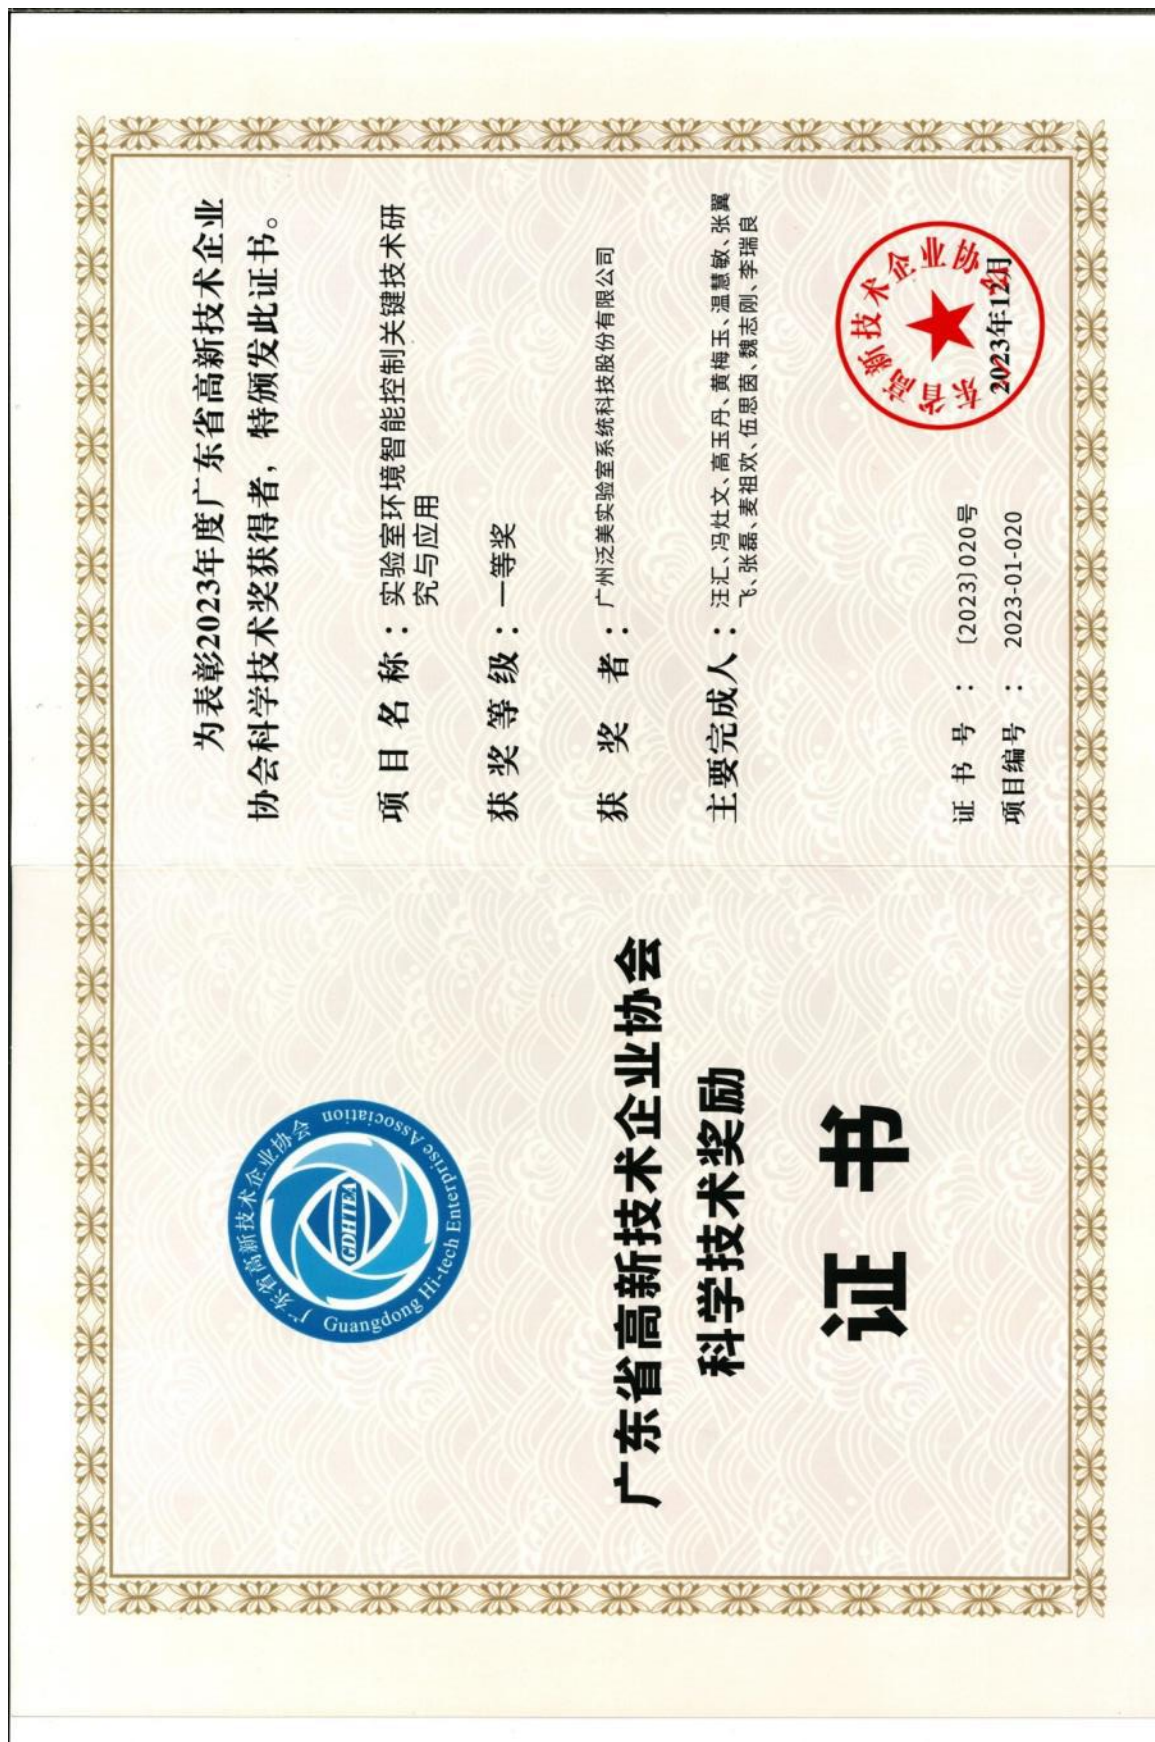 广东省高新技术企业协会
Guangdong Hi-tech Enterprise Association
GDHTEA
广东省高新技术企业协会
科学技术奖励
证书
为表彰2023年度广东省高新技术企业
协会科学技术奖获得者，特颁发此证书。
项目名称：实验室环境智能控制关键技术研
究与应用
获奖等级：一等奖
获奖者：广州泛美实验室系统科技股份有限公司
主要完成人：汪汇、冯灶文、高玉丹、黄梅玉、温慧敏、张翼
飞、张磊、麦祖欢、伍思茵、魏志刚、李瑞良
证书号：〔2023〕020号
项目编号：2023-01-020
广东省高新技术企业协会
2023年12月